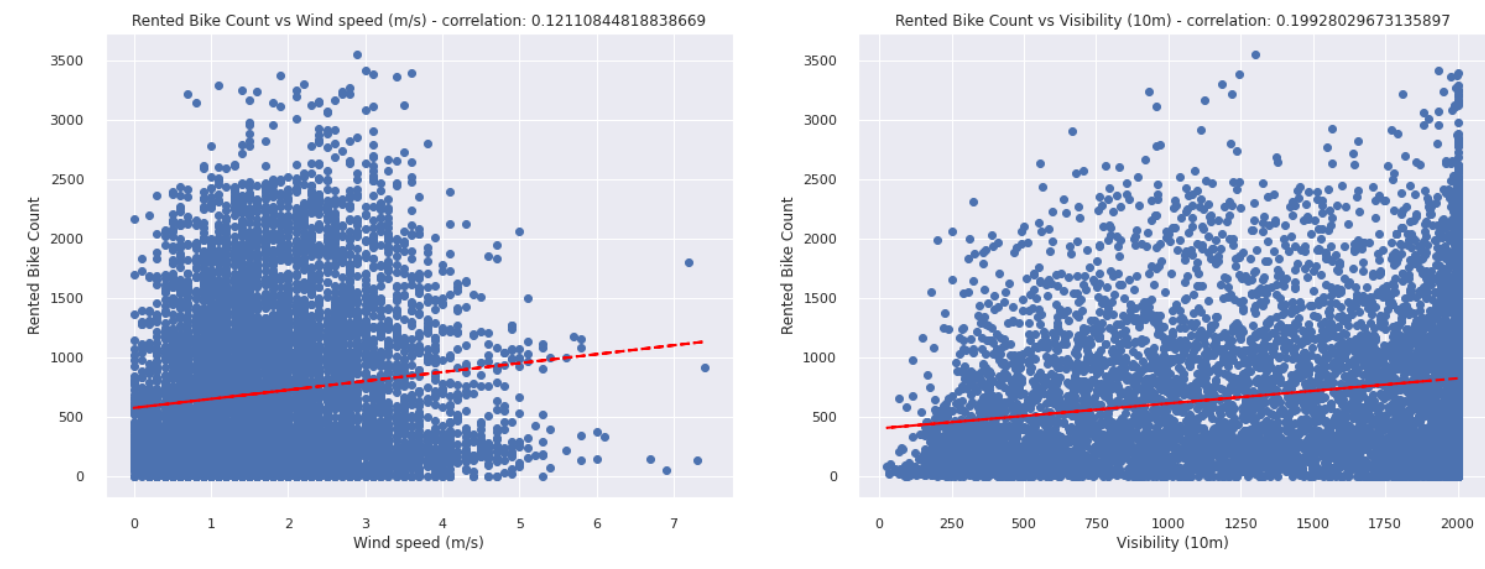 Rented Bike Count vs Wind speed (m/s) - correlation: 0.12110844818838669
3500
3000
2500
2000
1500
1000
500
0
Rented Bike Count
0 1 2 3 4 5 6 7
Wind speed (m/s)
Rented Bike Count vs Visibility (10m) - correlation: 0.19928029673135897
3500
3000
2500
2000
1500
1000
500
0
Rented Bike Count
0 250 500 750 1000 1250 1500 1750 2000
Visibility (10m)